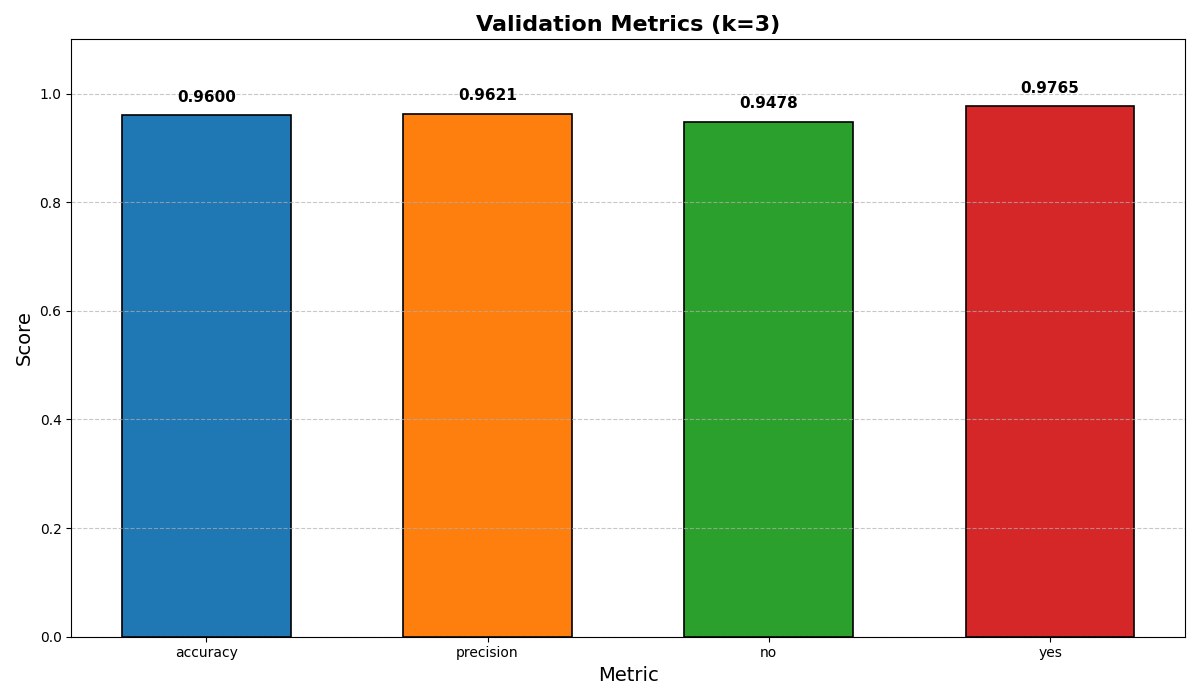 Validation Metrics (k=3)
Score
1.0
0.8
0.6
0.4
0.2
0.0
0.9600
0.9621
0.9478
0.9765
accuracy
precision
no
yes
Metric